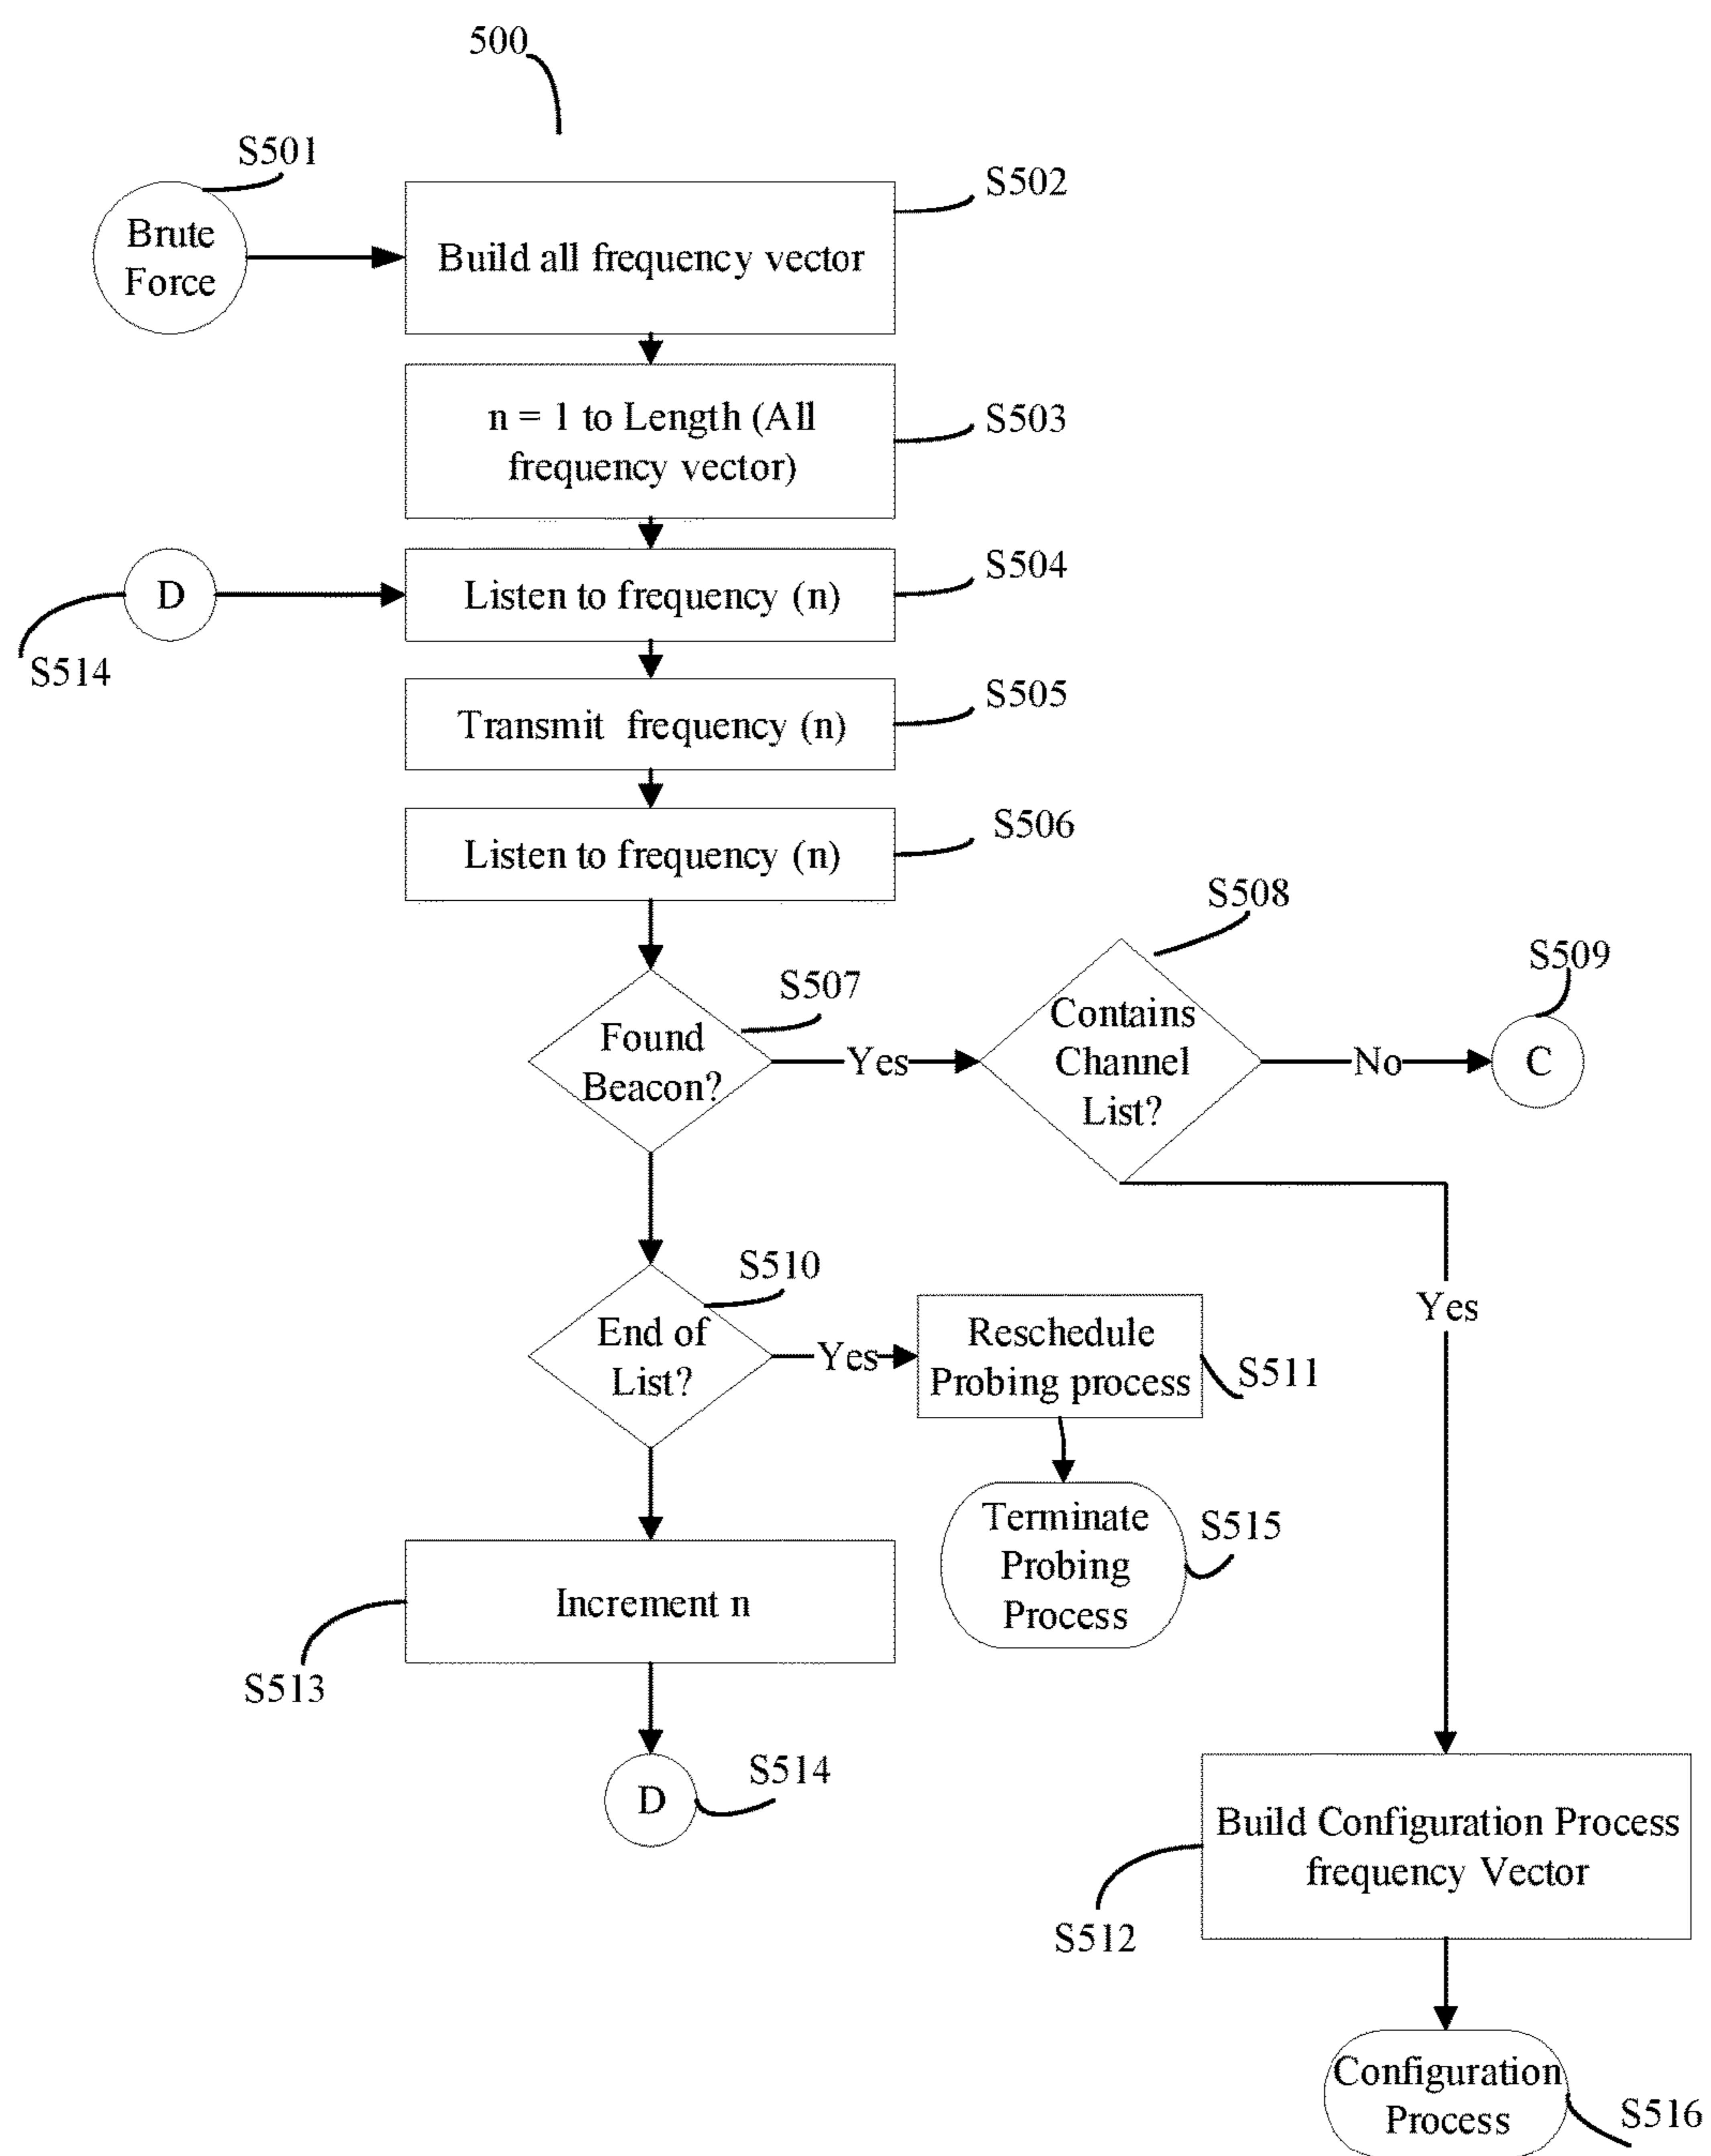 500
S501
Brute
Force
S502
Build all frequency vector
n = 1 to Length (All
frequency vector)
S503
D
S514
Listen to frequency (n)
S504
Transmit frequency (n)
S505
Listen to frequency (n)
S506
Found
Beacon?
S507
Yes
Contains
Channel
List?
S508
No
C
S509
End of
List?
S510
Yes
Reschedule
Probing process
S511
Yes
Terminate
Probing
Process
S515
Increment n
S513
D
S514
Build Configuration Process
frequency Vector
S512
Configuration
Process
S516